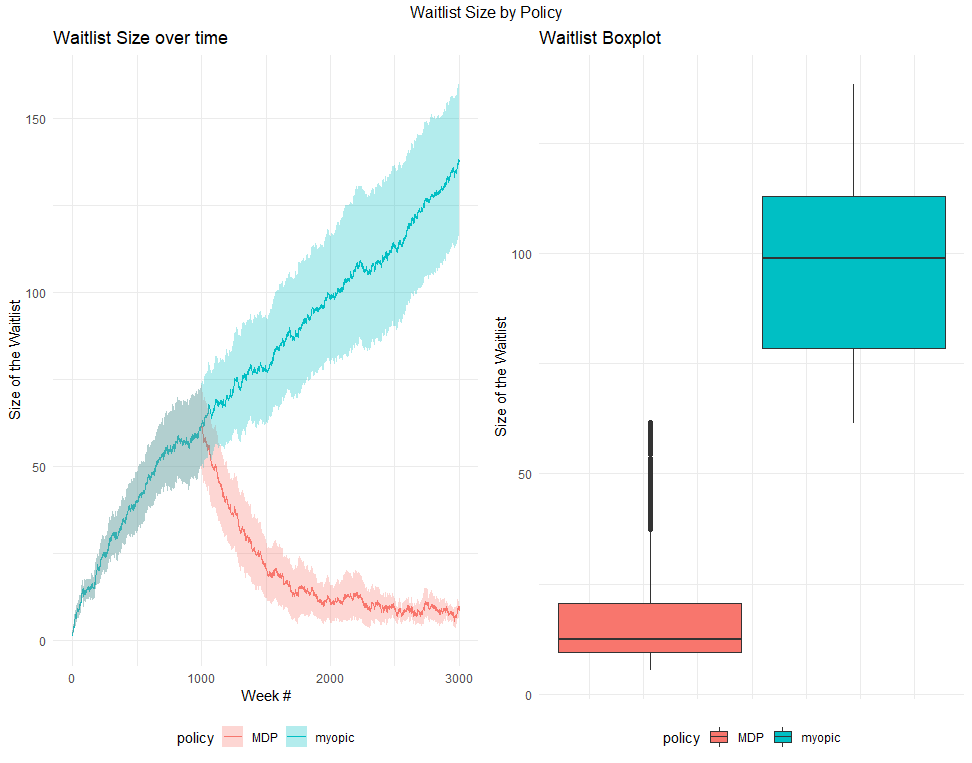 Waitlist Size by Policy
Waitlist Size over time
Size of the Waitlist
150
100
50
0
0 1000 2000 3000
Week #
policy MDP myopic
Waitlist Boxplot
Size of the Waitlist
100
50
0
policy MDP myopic